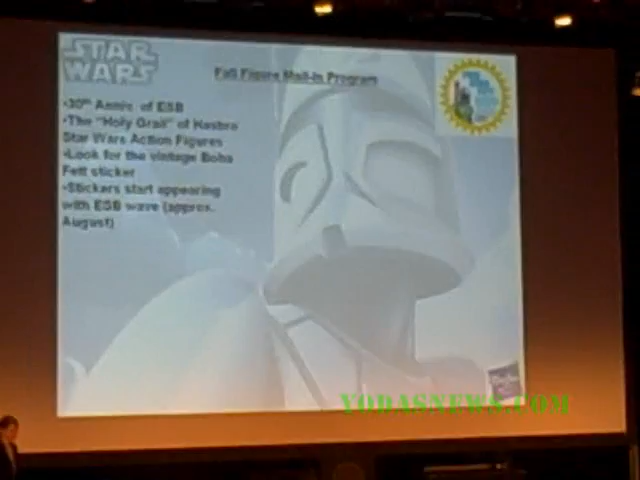 STAR
WARS
Fall Figure Mail-In Program
•30th Anniv. of ESB
•The "Holy Grail" of Hasbro
Star Wars Action Figures
•Look for the vintage Boba
Fett sticker
•Stickers start appearing
with ESB wave (approx.
August)
YODASNEWS.COM